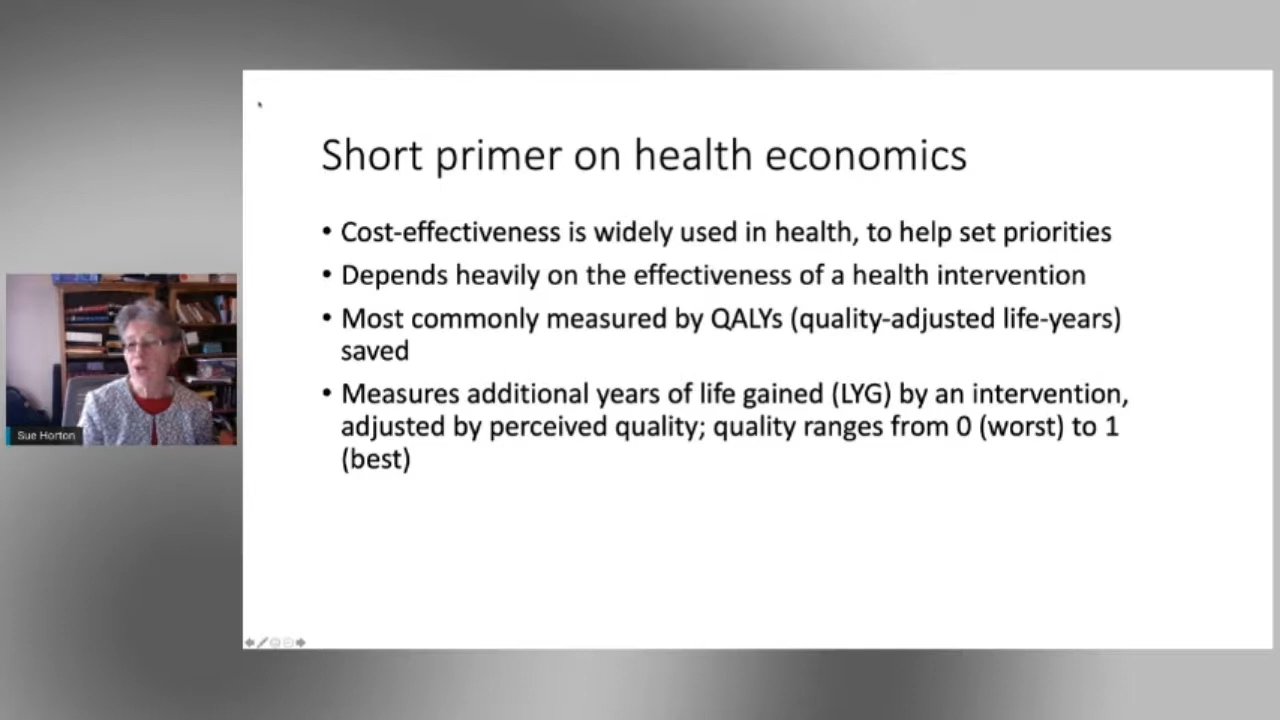 Short primer on health economics
• Cost-effectiveness is widely used in health, to help set priorities
• Depends heavily on the effectiveness of a health intervention
• Most commonly measured by QALYs (quality-adjusted life-years)
saved
• Measures additional years of life gained (LYG) by an intervention,
adjusted by perceived quality; quality ranges from 0 (worst) to 1
(best)
Sue Horton